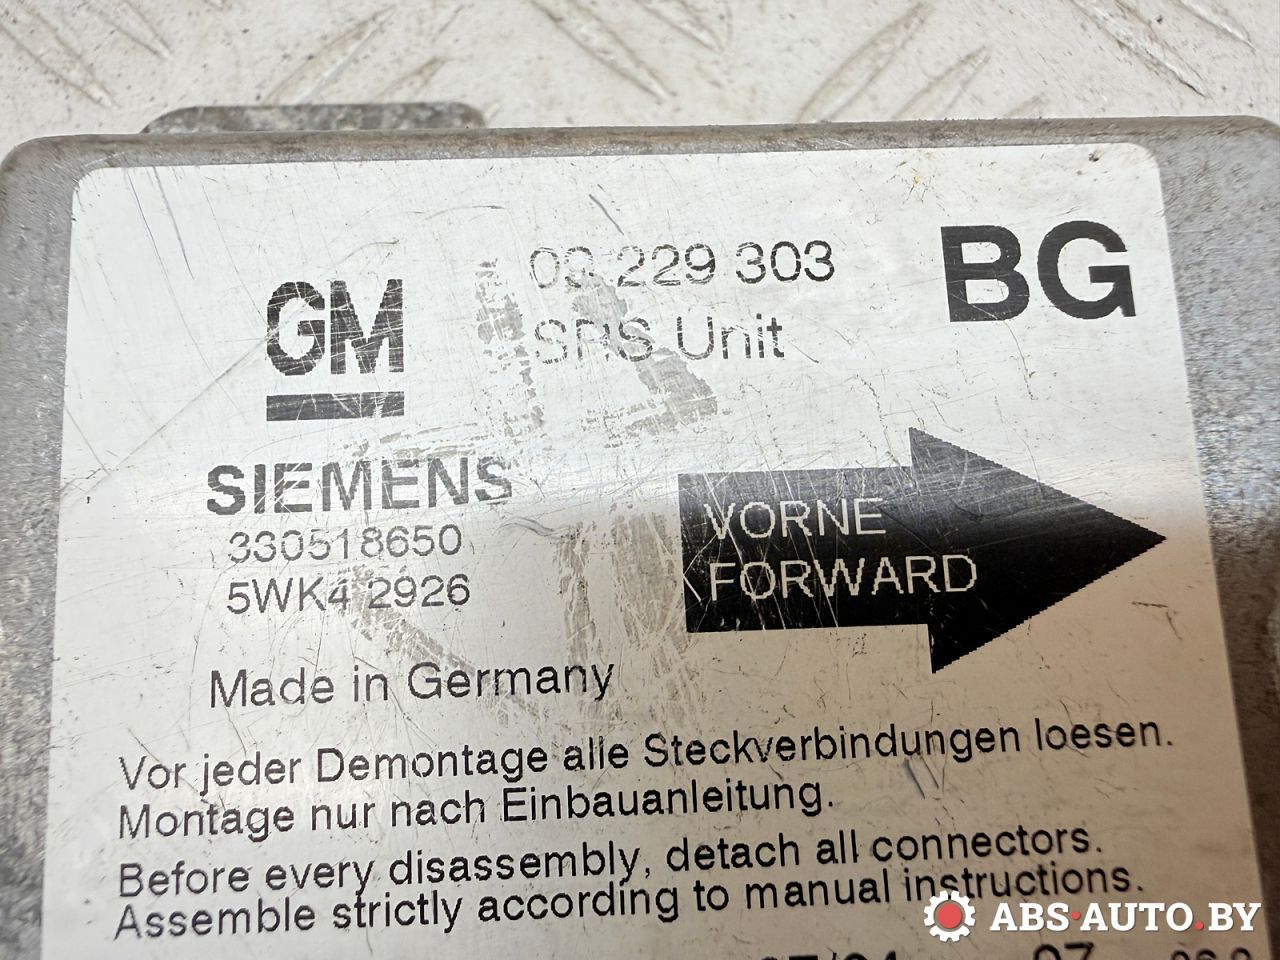 09 229 303
BG
GM
SRS Unit
SIEMENS
330518650
5WK4 2926
VORNE
FORWARD
Made in Germany
Vor jeder Demontage alle Steckverbindungen loesen.
Montage nur nach Einbauanleitung.
Before every disassembly, detach all connectors.
Assemble strictly according to manual instructions.
ABS-AUTO.BY